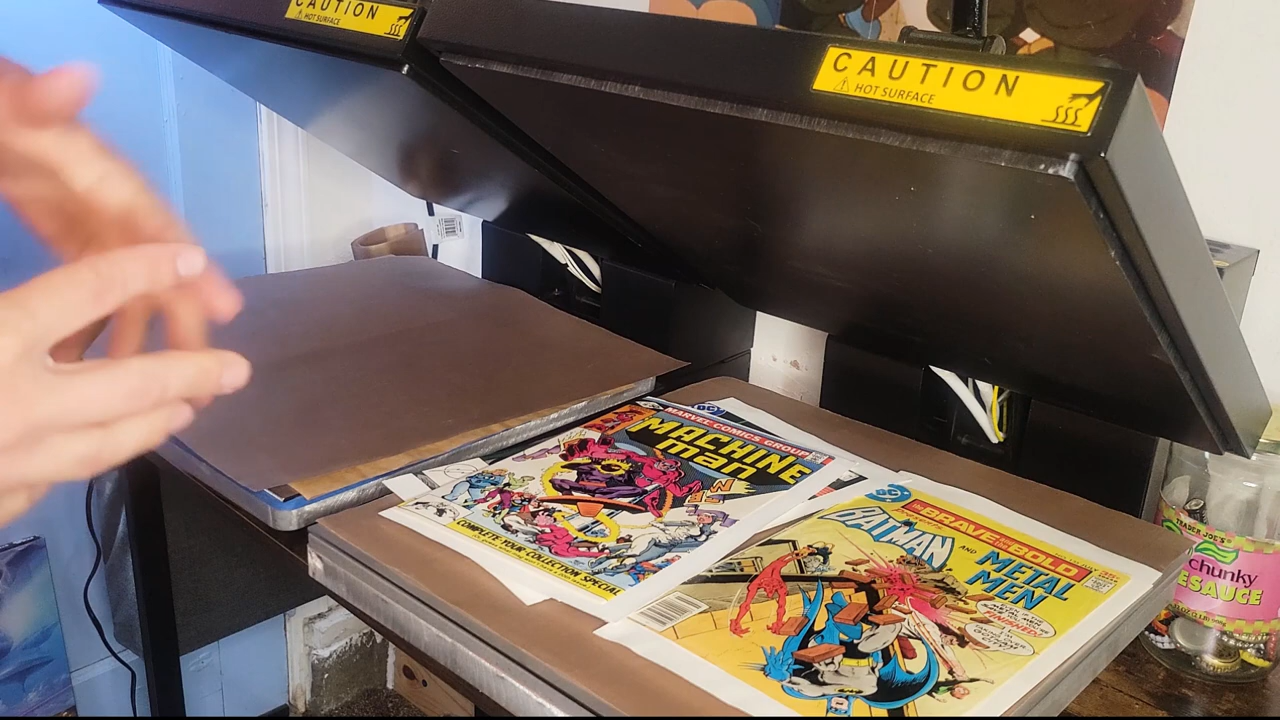 CAUTION
HOT SURFACE
CAUTION
HOT SURFACE
MARVEL COMICS GROUP
MACHINE
man
COMPLETE YOUR COLLECTION SPECIAL
DC
THE BRAVE AND THE BOLD
BATMAN
AND
METAL
MEN
TRADER JOE'S
chunky
ESAUCE